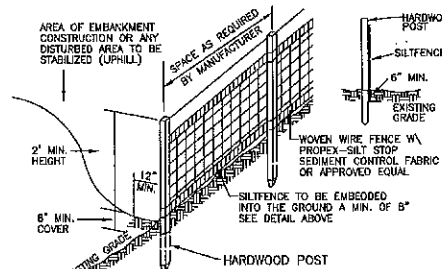 AREA OF EMBANKMENT
CONSTRUCTION OR ANY
DISTURBED AREA TO BE
STABILIZED (UPHILL)
SPACE AS REQUIRED
BY MANUFACTURER
HARDWOOD
POST
SILTFENCE
6" MIN.
EXISTING
GRADE
2' MIN.
HEIGHT
12"
MIN.
WOVEN WIRE FENCE W\
PROPEX-SILT STOP
SEDIMENT CONTROL FABRIC
OR APPROVED EQUAL
6" MIN.
COVER
SILTFENCE TO BE EMBEDDED
INTO THE GROUND A MIN. OF 8"
SEE DETAIL ABOVE
STING GRADE
HARDWOOD POST